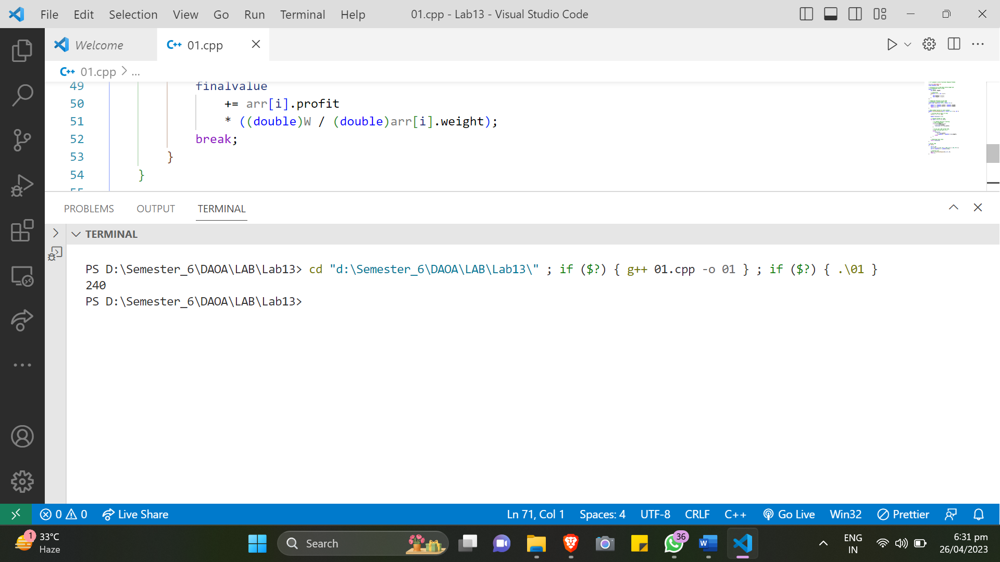 File Edit Selection View Go Run Terminal Help 01.cpp - Lab13 - Visual Studio Code
Welcome C++ 01.cpp
C++ 01.cpp > ...
49 finalvalue
50 += arr[i].profit
51 * ((double)W / (double)arr[i].weight);
52 break;
53 }
54 }
55
PROBLEMS OUTPUT TERMINAL
TERMINAL
PS D:\Semester_6\DAOA\LAB\Lab13> cd "d:\Semester_6\DAOA\LAB\Lab13\" ; if ($?) { g++ 01.cpp -o 01 } ; if ($?) { .\01 }
240
PS D:\Semester_6\DAOA\LAB\Lab13>
0 0 Live Share Ln 71, Col 1 Spaces: 4 UTF-8 CRLF C++ Go Live Win32 Prettier
1 33°C
Haze
Search
36
ENG
IN
6:31 pm
26/04/2023